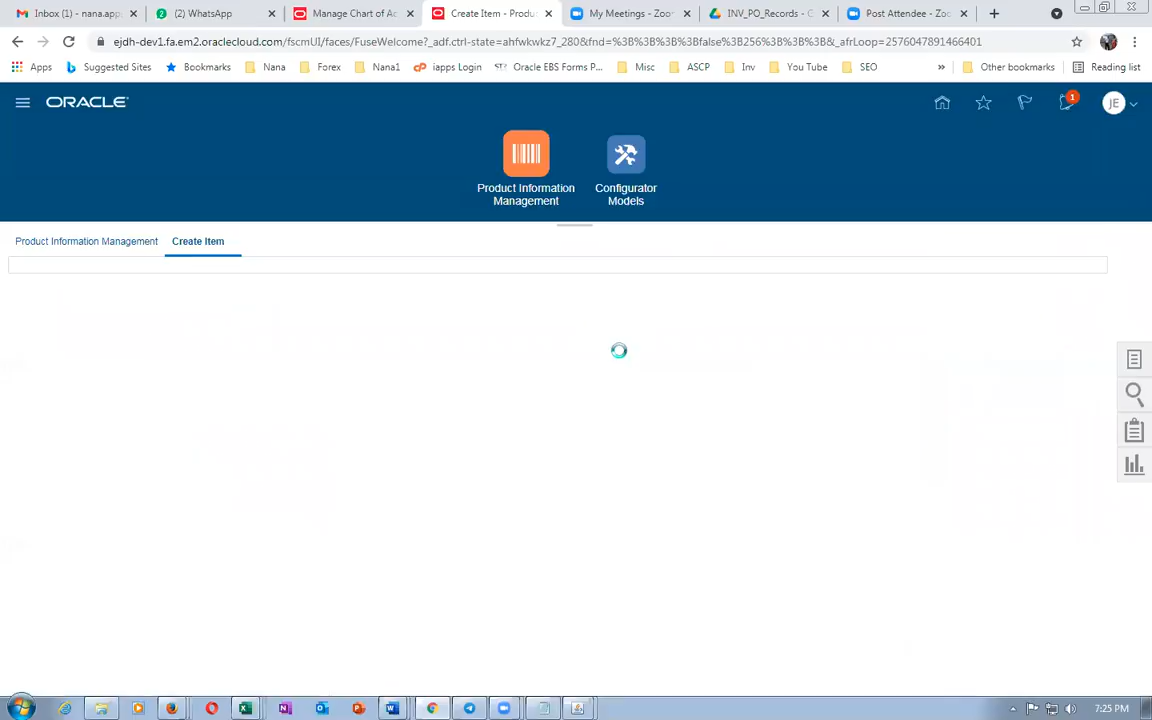 Inbox (1) - nana.app
(2) WhatsApp
Manage Chart of Ac
Create Item - Produ
My Meetings - Zoo
INV_PO_Records - G
Post Attendee - Zoo
ejdh-dev1.fa.em2.oraclecloud.com/fscmUI/faces/FuseWelcome?_adf.ctrl-state=ahfwkwkz7_280&fnd=%3B%3B%3B%3Bfalse%3B256%3B%3B%3B&_afrLoop=2576047891466401
Apps
Suggested Sites
Bookmarks
Nana
Forex
Nana1
iapps Login
Oracle EBS Forms P...
Misc
ASCP
Inv
You Tube
SEO
»
Other bookmarks
Reading list
ORACLE
1
JE
Product Information
Management
Configurator
Models
Product Information Management
Create Item
7:25 PM